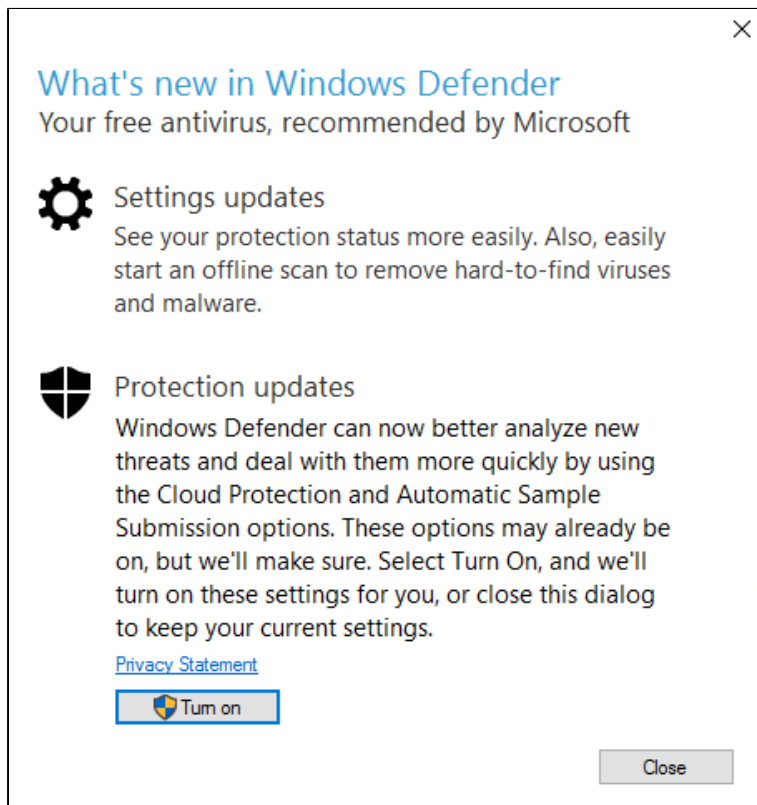 What's new in Windows Defender
Your free antivirus, recommended by Microsoft
Settings updates
See your protection status more easily. Also, easily
start an offline scan to remove hard-to-find viruses
and malware.
Protection updates
Windows Defender can now better analyze new
threats and deal with them more quickly by using
the Cloud Protection and Automatic Sample
Submission options. These options may already be
on, but we'll make sure. Select Turn On, and we'll
turn on these settings for you, or close this dialog
to keep your current settings.
Privacy Statement
Turn on
Close